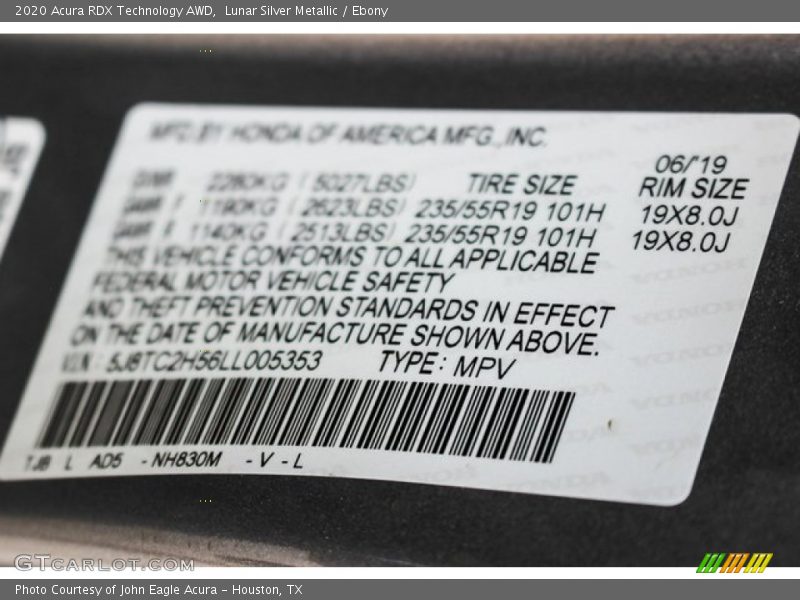 2020 Acura RDX Technology AWD,  Lunar Silver Metallic / Ebony
MFD.BY HONDA OF AMERICA MFG.,INC.
06/'19
GVWR 2280KG ( 5027LBS) TIRE SIZE RIM SIZE
GAWR F 1190KG ( 2623LBS) 235/55R19 101H 19X8.0J
GAWR R 1140KG ( 2513LBS) 235/55R19 101H 19X8.0J
THIS VEHICLE CONFORMS TO ALL APPLICABLE
FEDERAL MOTOR VEHICLE SAFETY
AND THEFT PREVENTION STANDARDS IN EFFECT
ON THE DATE OF MANUFACTURE SHOWN ABOVE.
V.I.N : 5J8TC2H56LL005353 TYPE: MPV
TJB L AD5 - NH830M - V - L
GTCARLOT.COM
Photo Courtesy of John Eagle Acura - Houston, TX